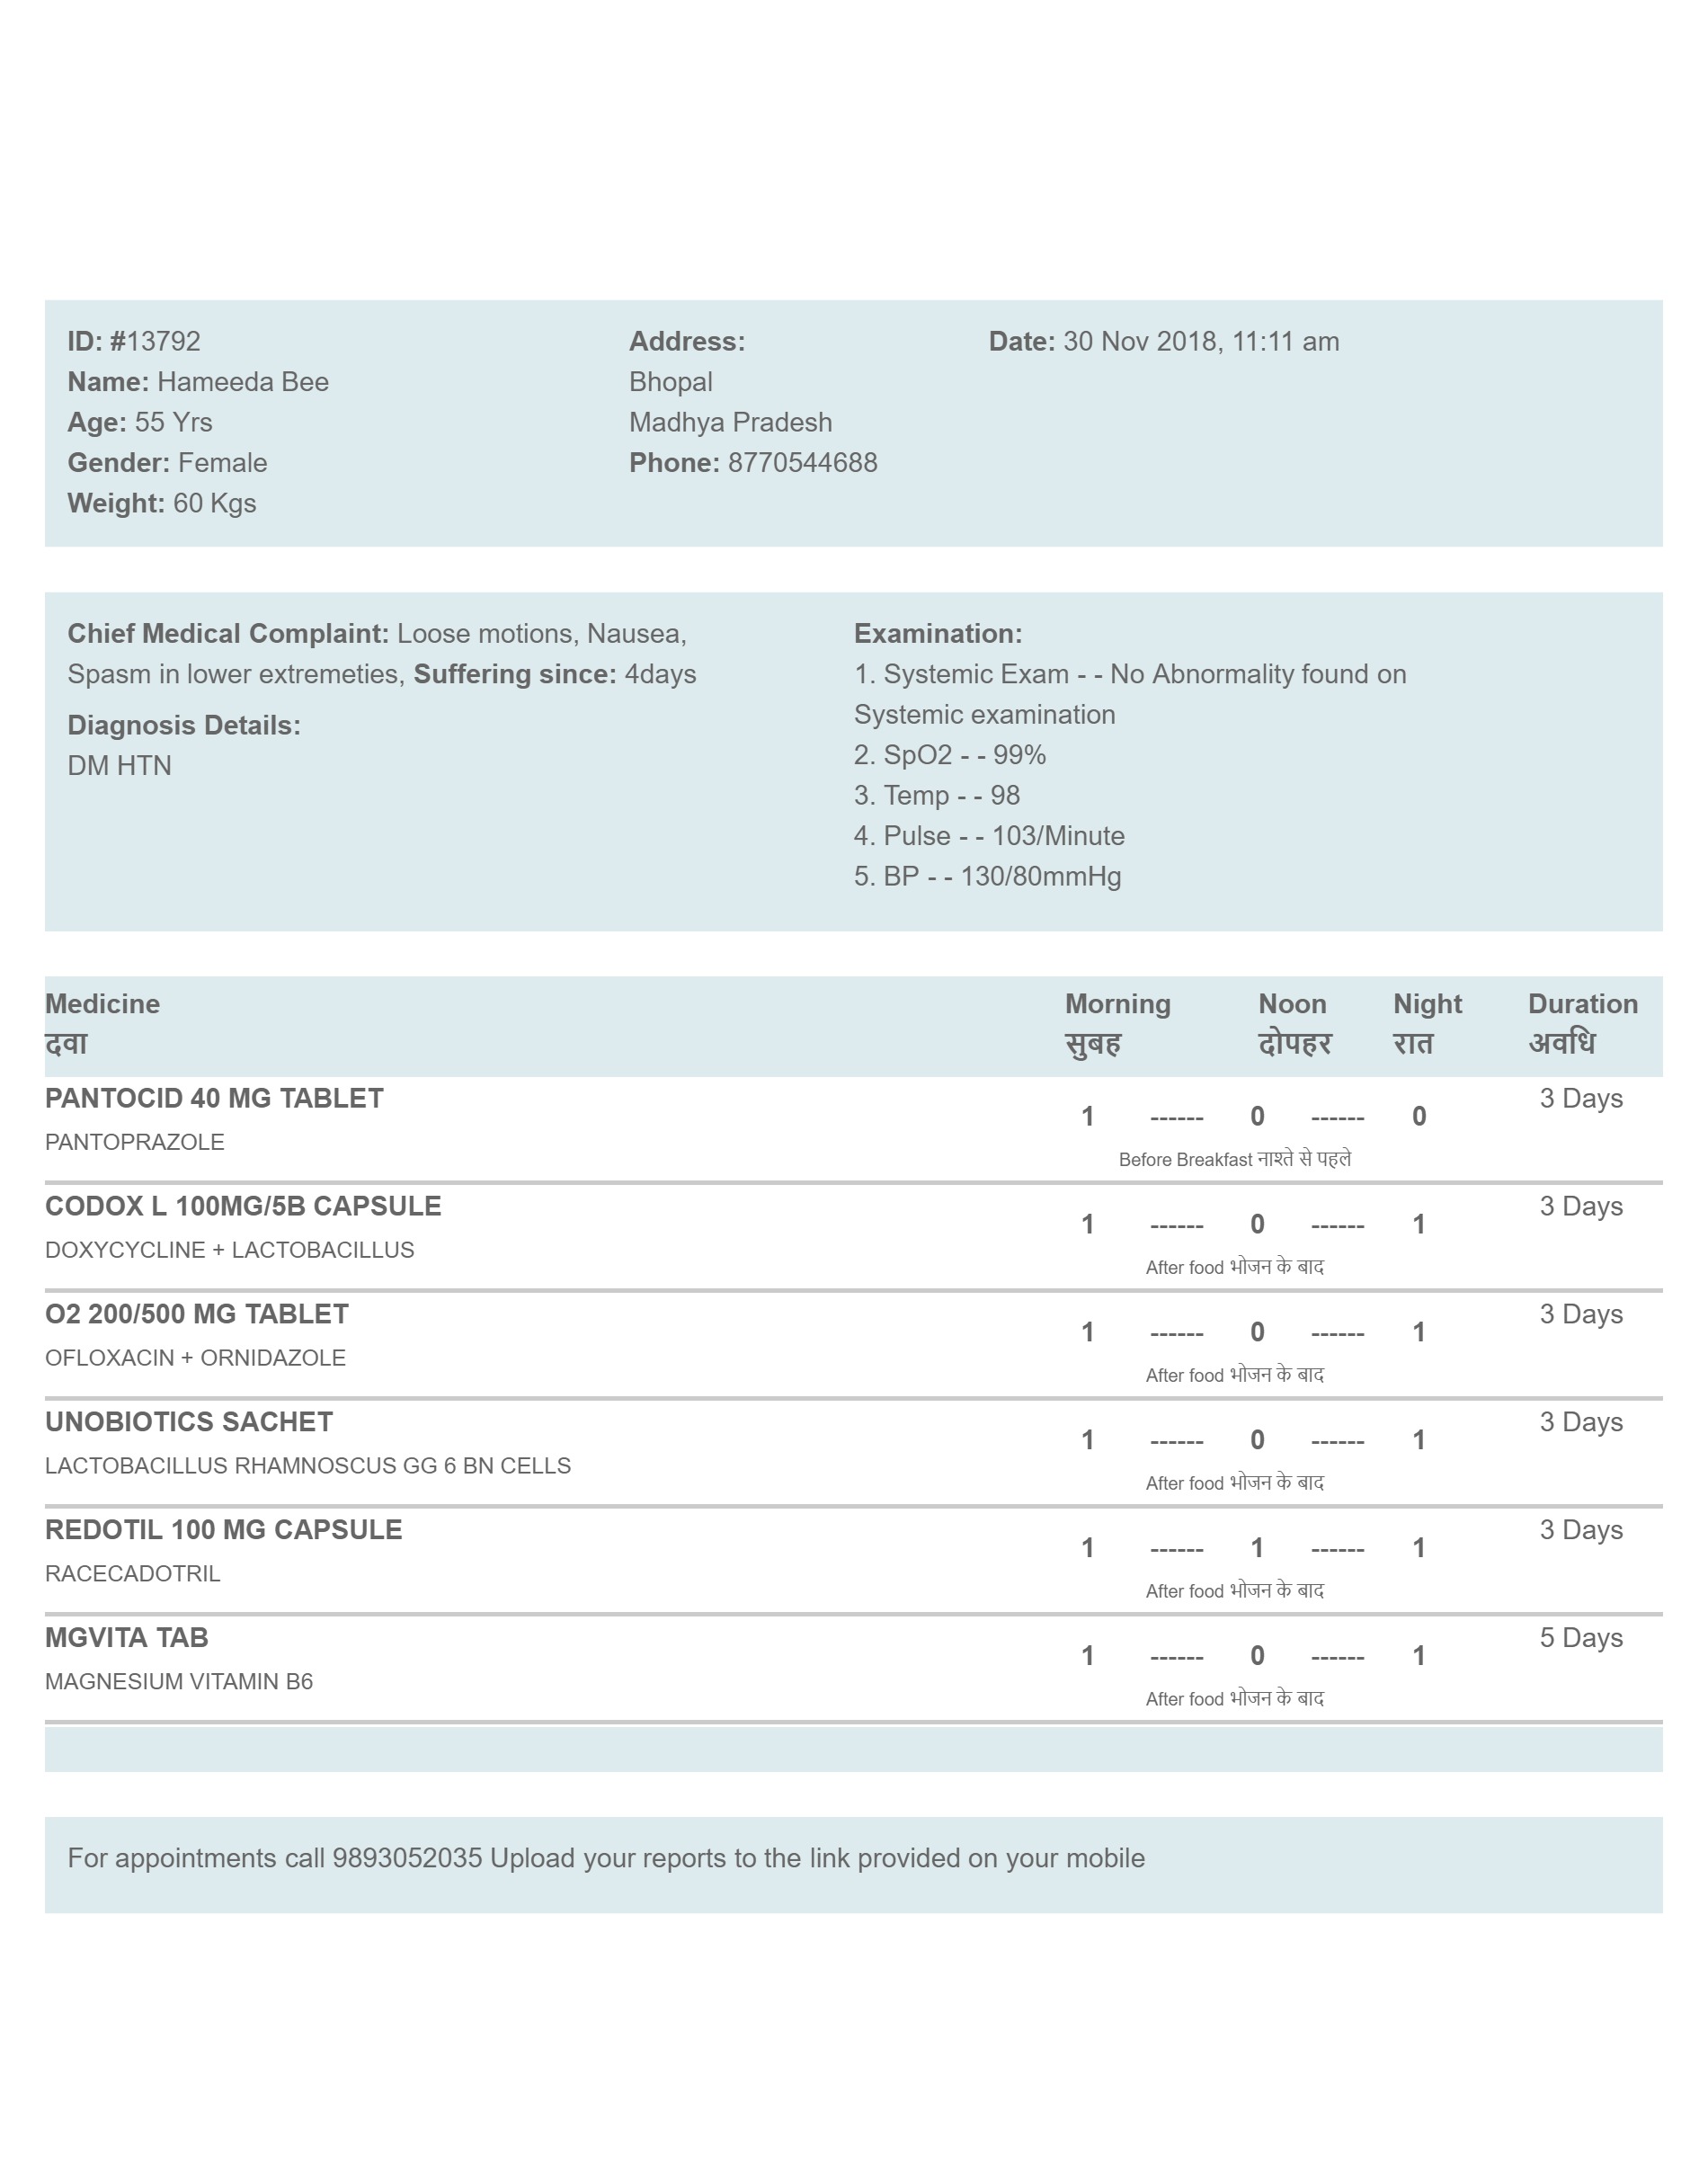 ID: #13792
Name: Hameeda Bee
Age: 55 Yrs
Gender: Female
Weight: 60 Kgs
Address:
Bhopal
Madhya Pradesh
Phone: 8770544688
Date: 30 Nov 2018, 11:11 am
Chief Medical Complaint: Loose motions, Nausea,
Spasm in lower extremeties, Suffering since: 4days
Diagnosis Details:
DM HTN
Examination:
1. Systemic Exam - - No Abnormality found on
Systemic examination
2. SpO2 - - 99%
3. Temp - - 98
4. Pulse - - 103/Minute
5. BP - - 130/80mmHg
Medicine Morning Noon Night Duration
दवा सुबह दोपहर रात अवधि
PANTOCID 40 MG TABLET 3 Days
1 ------ 0 ------ 0
PANTOPRAZOLE
Before Breakfast नाश्ते से पहले
CODOX L 100MG/5B CAPSULE 3 Days
1 ------ 0 ------ 1
DOXYCYCLINE + LACTOBACILLUS
After food भोजन के बाद
O2 200/500 MG TABLET 3 Days
1 ------ 0 ------ 1
OFLOXACIN + ORNIDAZOLE
After food भोजन के बाद
UNOBIOTICS SACHET 3 Days
1 ------ 0 ------ 1
LACTOBACILLUS RHAMNOSCUS GG 6 BN CELLS
After food भोजन के बाद
REDOTIL 100 MG CAPSULE 3 Days
1 ------ 1 ------ 1
RACECADOTRIL
After food भोजन के बाद
MGVITA TAB 5 Days
1 ------ 0 ------ 1
MAGNESIUM VITAMIN B6
After food भोजन के बाद
For appointments call 9893052035 Upload your reports to the link provided on your mobile